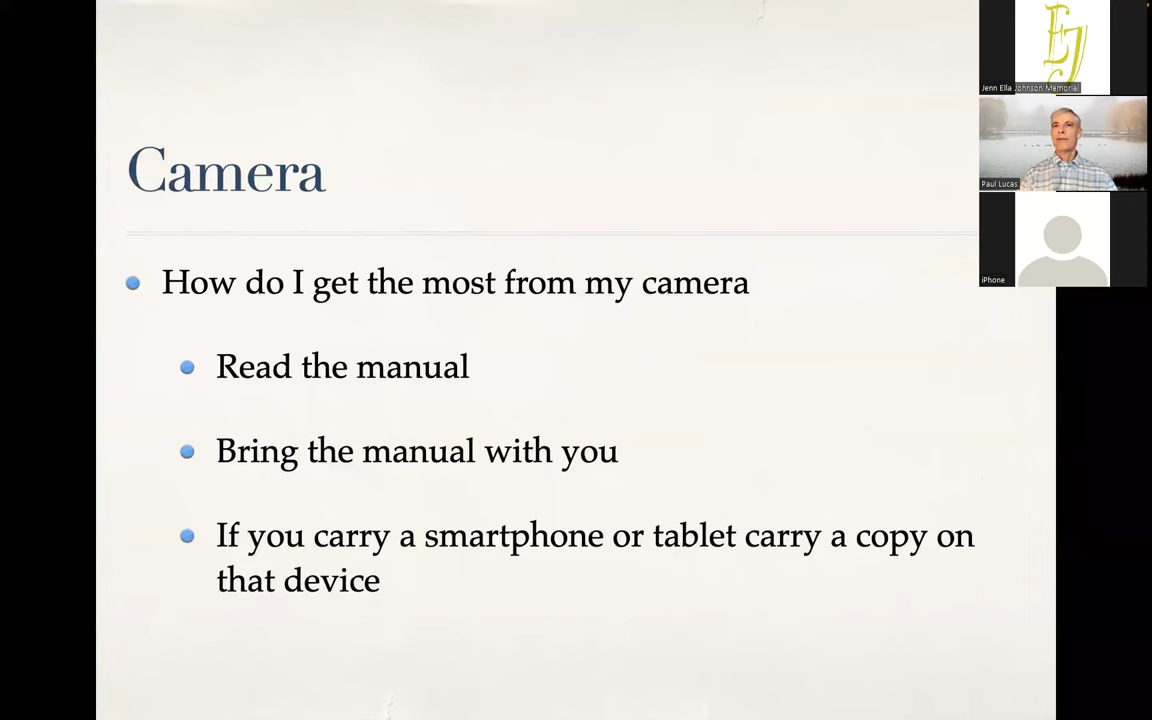 Camera
How do I get the most from my camera
Read the manual
Bring the manual with you
If you carry a smartphone or tablet carry a copy on
that device
EJ
Jenn Ella Johnson Memorial
Paul Lucas
iPhone